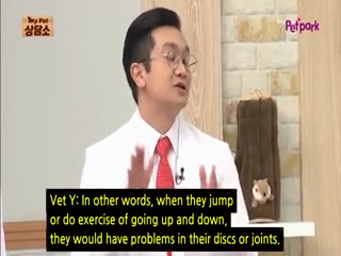 My Pet
상담소
Petpark
Vet Y: In other words, when they jump
or do exercise of going up and down,
they would have problems in their discs or joints.